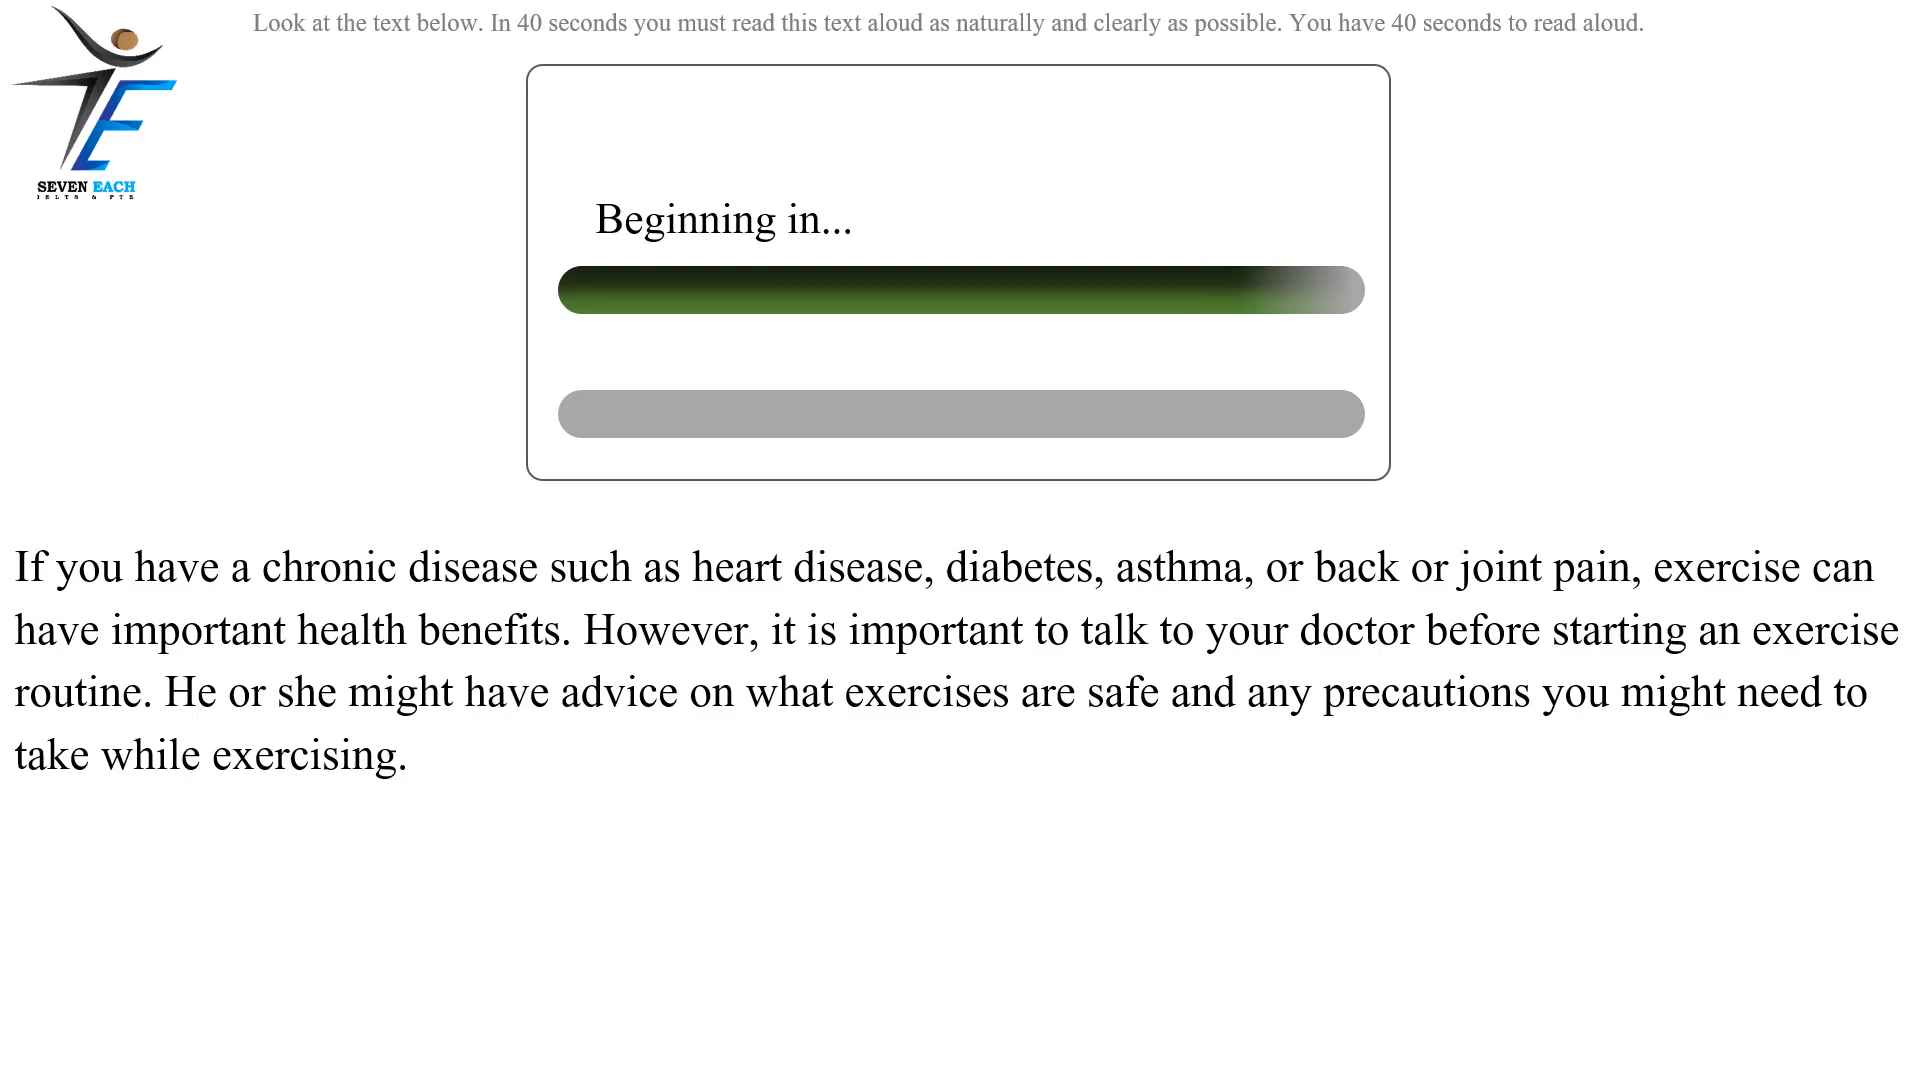 Look at the text below. In 40 seconds you must read this text aloud as naturally and clearly as possible. You have 40 seconds to read aloud.
SEVEN EACH
IELTS & PTE
Beginning in...
If you have a chronic disease such as heart disease, diabetes, asthma, or back or joint pain, exercise can
have important health benefits. However, it is important to talk to your doctor before starting an exercise
routine. He or she might have advice on what exercises are safe and any precautions you might need to
take while exercising.